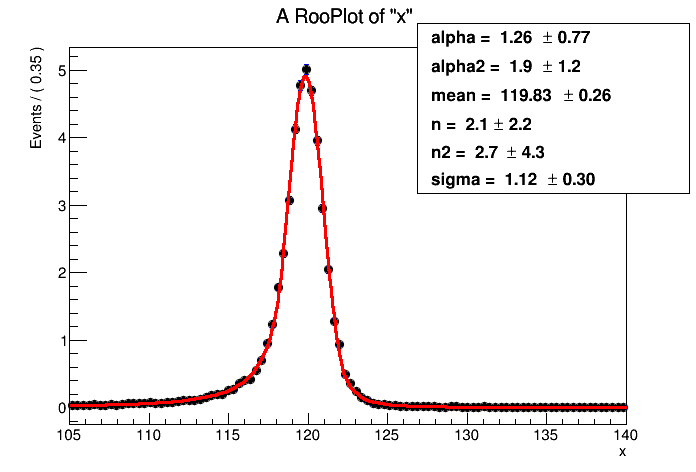 A RooPlot of "x"
alpha = 1.26 ± 0.77
alpha2 = 1.9 ± 1.2
mean = 119.83 ± 0.26
n = 2.1 ± 2.2
n2 = 2.7 ± 4.3
sigma = 1.12 ± 0.30
Events / ( 0.35 )
5
4
3
2
1
0
105 110 115 120 125 130 135 140
x